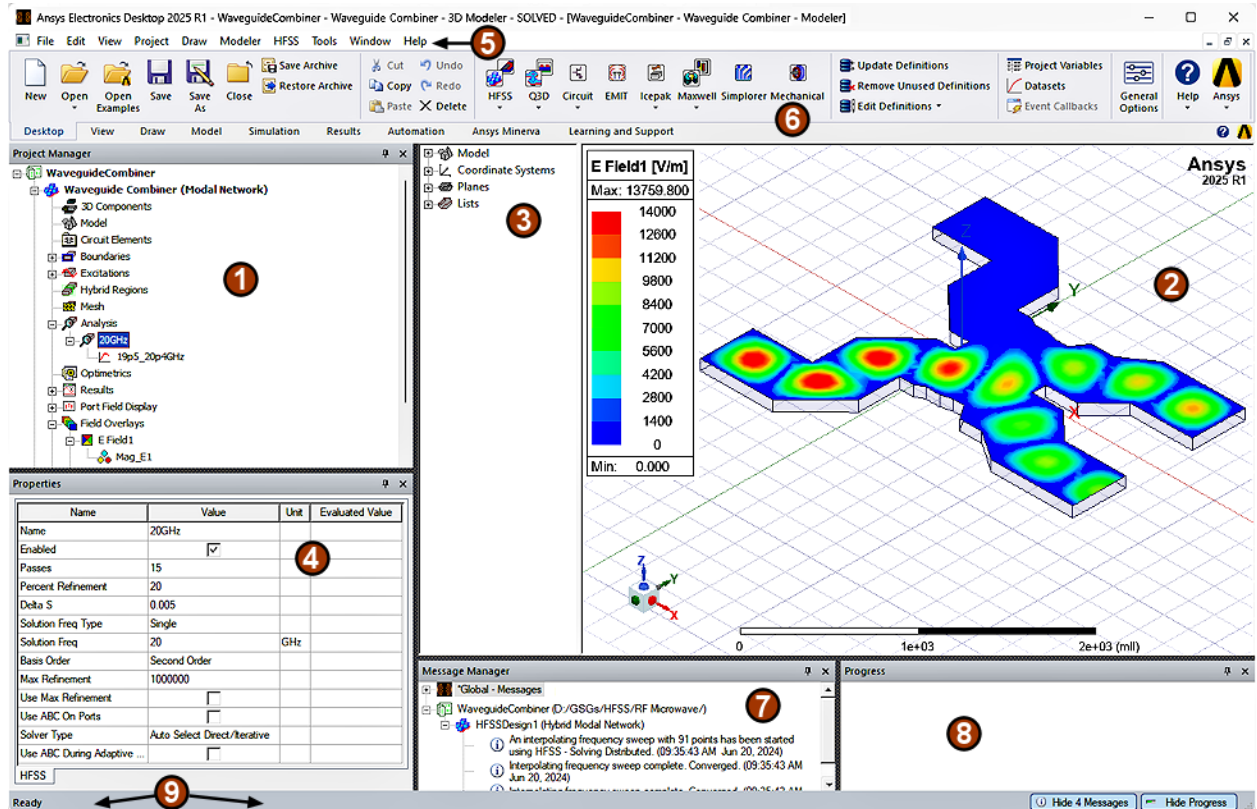 Ansys Electronics Desktop 2025 R1 - WaveguideCombiner - Waveguide Combiner - 3D Modeler - SOLVED - [WaveguideCombiner - Waveguide Combiner - Modeler]
File Edit View Project Draw Modeler HFSS Tools Window Help
5
New
Open
Open Examples
Save
Save As
Close
Save Archive
Restore Archive
Cut
Undo
Copy
Redo
Paste
Delete
HFSS
Q3D
Circuit
EMIT
Icepak
Maxwell
Simplorer
Mechanical
6
Update Definitions
Remove Unused Definitions
Edit Definitions
Project Variables
Datasets
Event Callbacks
General Options
Help
Ansys
Desktop View Draw Model Simulation Results Automation Ansys Minerva Learning and Support
Project Manager
WaveguideCombiner
Waveguide Combiner (Modal Network)
3D Components
Model
Circuit Elements
Boundaries
Excitations
Hybrid Regions
Mesh
Analysis
20GHz
19p5_20p4GHz
Optimetrics
Results
Port Field Display
Field Overlays
E Field1
Mag_E1
1
Model
Coordinate Systems
Planes
Lists
3
E Field1 [V/m]
Max: 13759.800
14000
12600
11200
9800
8400
7000
5600
4200
2800
1400
0
Min: 0.000
Ansys
2025 R1
2
Z
Y
X
Z
Y
X
0 1e+03 2e+03 (mil)
Properties
Name Value Unit Evaluated Value
Name 20GHz
Enabled
Passes 15
Percent Refinement 20
Delta S 0.005
Solution Freq Type Single
Solution Freq 20 GHz
Basis Order Second Order
Max Refinement 1000000
Use Max Refinement
Use ABC On Ports
Solver Type Auto Select Direct/Iterative
Use ABC During Adaptive ...
4
HFSS
Message Manager
*Global - Messages
WaveguideCombiner (D:/GSGs/HFSS/RF Microwave/)
HFSSDesign1 (Hybrid Modal Network)
An interpolating frequency sweep with 91 points has been started
using HFSS - Solving Distributed. (09:35:43 AM Jun 20, 2024)
Interpolating frequency sweep complete. Converged. (09:35:43 AM
Jun 20, 2024)
7
Progress
8
Ready
9
Hide 4 Messages
Hide Progress